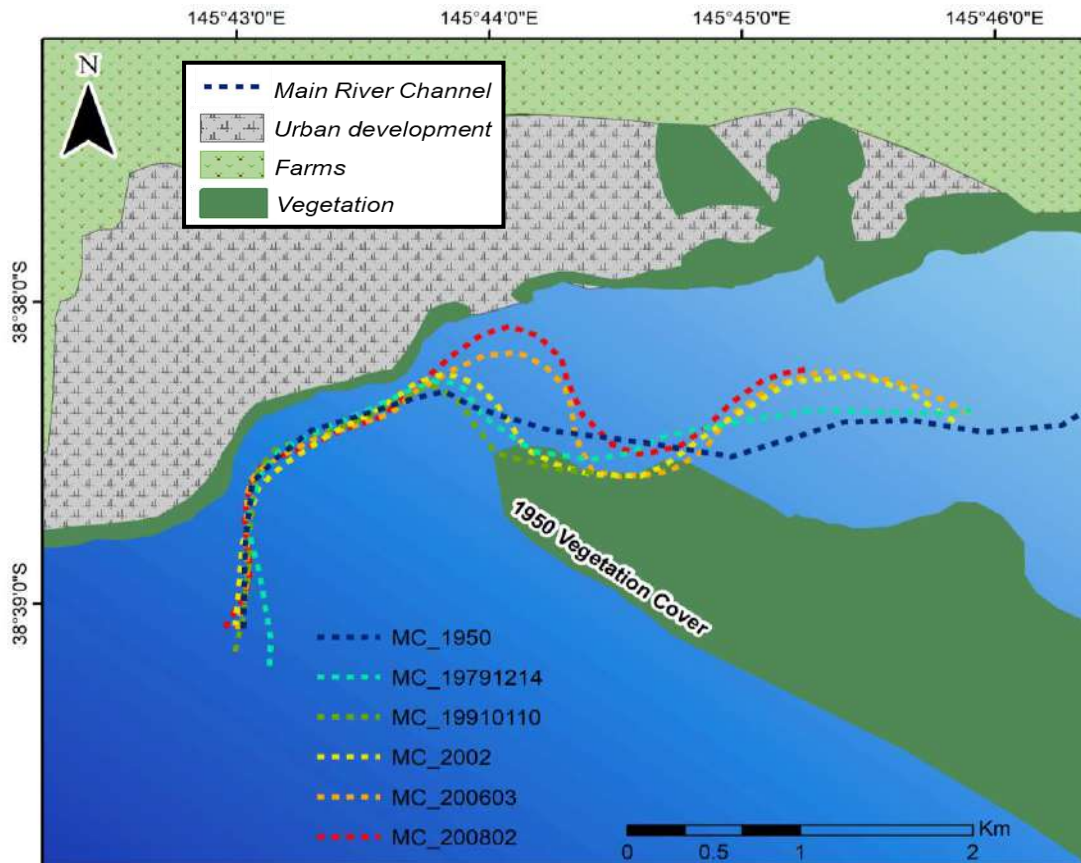 145°43'0"E 145°44'0"E 145°45'0"E 145°46'0"E
N
Main River Channel
Urban development
Farms
Vegetation
38°38'0"S
38°39'0"S
1950 Vegetation Cover
MC_1950
MC_19791214
MC_19910110
MC_2002
MC_200603
MC_200802
Km
0 0.5 1 2